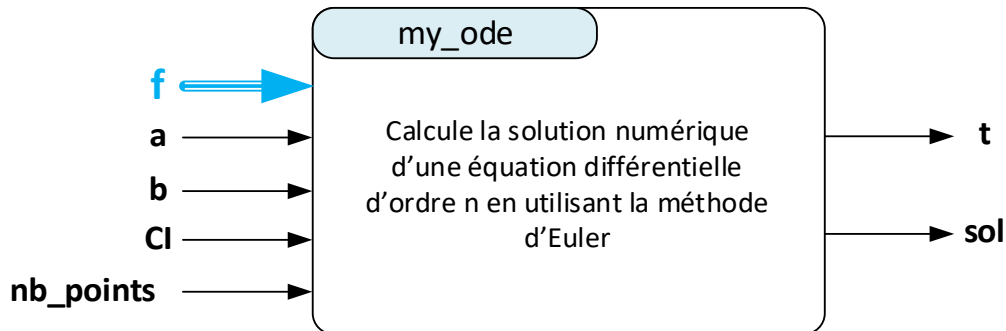 my_ode
f
a
b
CI
nb_points
Calcule la solution numérique
d'une équation différentielle
d'ordre n en utilisant la méthode
d'Euler
t
sol